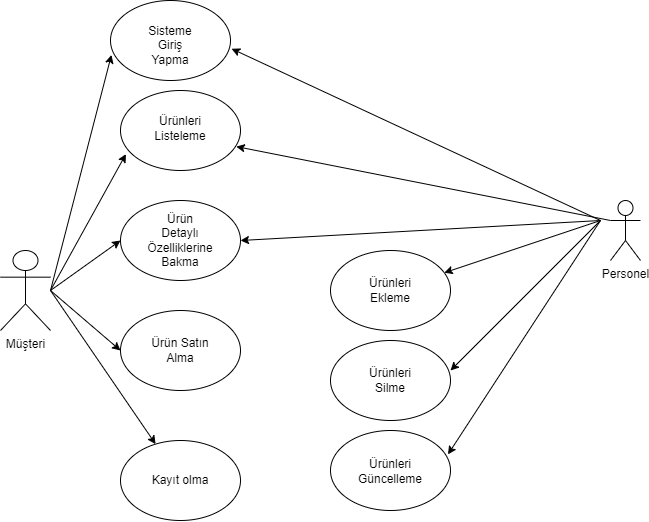 Sisteme
Giriş
Yapma
Ürünleri
Listeleme
Ürün
Detaylı
Özelliklerine
Bakma
Personel
Ürünleri
Ekleme
Müşteri
Ürün Satın
Alma
Ürünleri
Silme
Kayıt olma
Ürünleri
Güncelleme